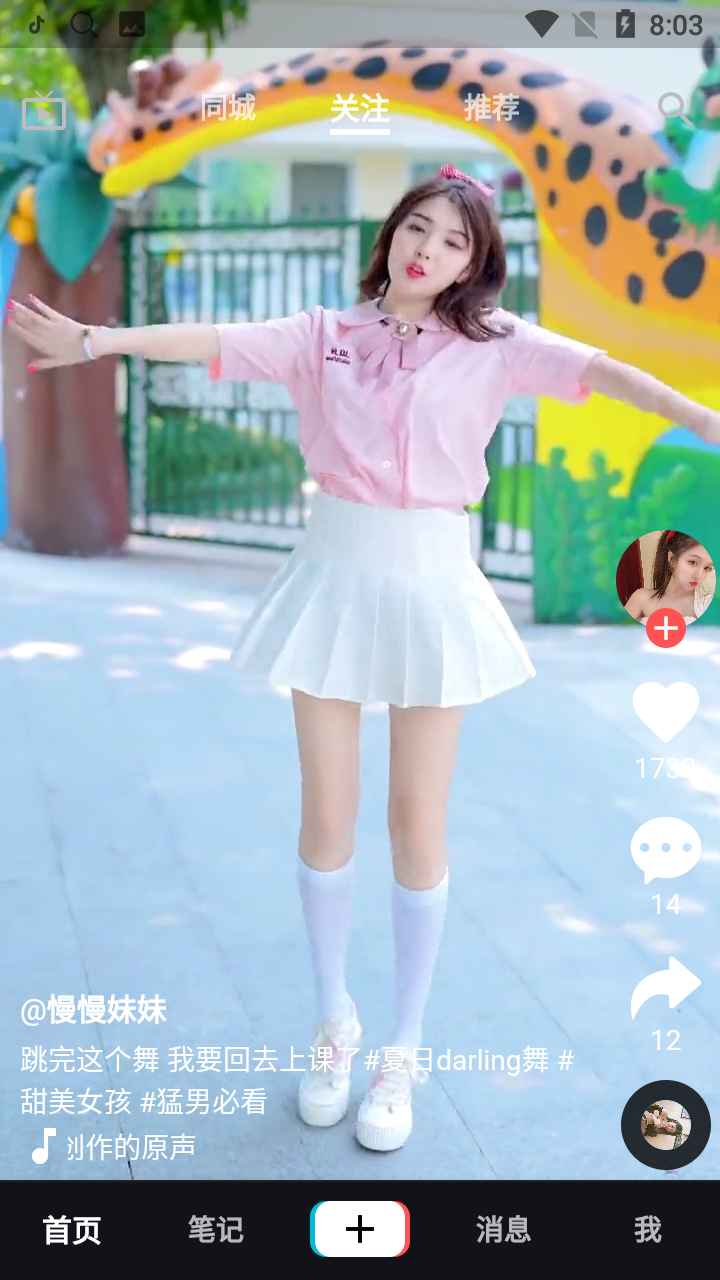 8:03
同城 关注 推荐
1739
14
12
@慢慢妹妹
跳完这个舞 我要回去上课了#夏日darling舞 #
甜美女孩 #猛男必看
创作的原声
首页 笔记 消息 我